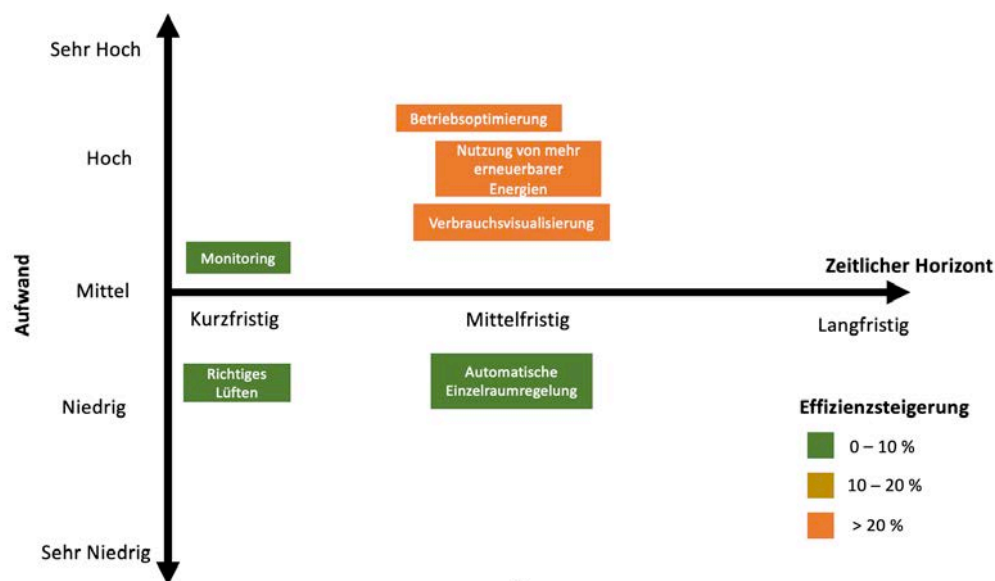 Sehr Hoch
Betriebsoptimierung
Hoch
Nutzung von mehr
erneuerbarer
Energien
Verbrauchsvisualisierung
Monitoring
Zeitlicher Horizont
Aufwand
Mittel
Kurzfristig
Mittelfristig
Langfristig
Richtiges
Lüften
Automatische
Einzelraumregelung
Niedrig
Effizienzsteigerung
0 – 10 %
10 – 20 %
> 20 %
Sehr Niedrig